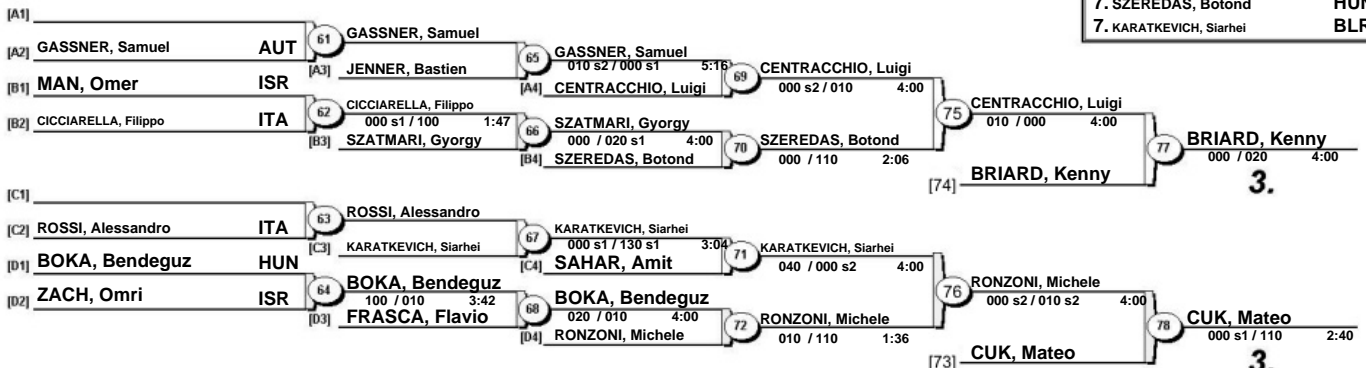 7. SZEREDAS, Botond HUN
7. KARATKEVICH, Siarhei BLR
[A1]
[A2] GASSNER, Samuel AUT
61
GASSNER, Samuel
[A3] JENNER, Bastien
65
GASSNER, Samuel
010 s2 / 000 s1 5:16
[A4] CENTRACCHIO, Luigi
69
CENTRACCHIO, Luigi
000 s2 / 010 4:00
[B1] MAN, Omer ISR
[B2] CICCIARELLA, Filippo ITA
62
CICCIARELLA, Filippo
000 s1 / 100 1:47
[B3] SZATMARI, Gyorgy
66
SZATMARI, Gyorgy
000 / 020 s1 4:00
[B4] SZEREDAS, Botond
70
SZEREDAS, Botond
000 / 110 2:06
75
CENTRACCHIO, Luigi
010 / 000 4:00
[74] BRIARD, Kenny
77
BRIARD, Kenny
000 / 020 4:00
3.
[C1]
[C2] ROSSI, Alessandro ITA
63
ROSSI, Alessandro
[C3] KARATKEVICH, Siarhei
67
KARATKEVICH, Siarhei
000 s1 / 130 s1 3:04
[C4] SAHAR, Amit
71
KARATKEVICH, Siarhei
040 / 000 s2 4:00
[D1] BOKA, Bendeguz HUN
[D2] ZACH, Omri ISR
64
BOKA, Bendeguz
100 / 010 3:42
[D3] FRASCA, Flavio
68
BOKA, Bendeguz
020 / 010 4:00
[D4] RONZONI, Michele
72
RONZONI, Michele
010 / 110 1:36
76
RONZONI, Michele
000 s2 / 010 s2 4:00
[73] CUK, Mateo
78
CUK, Mateo
000 s1 / 110 2:40
3.